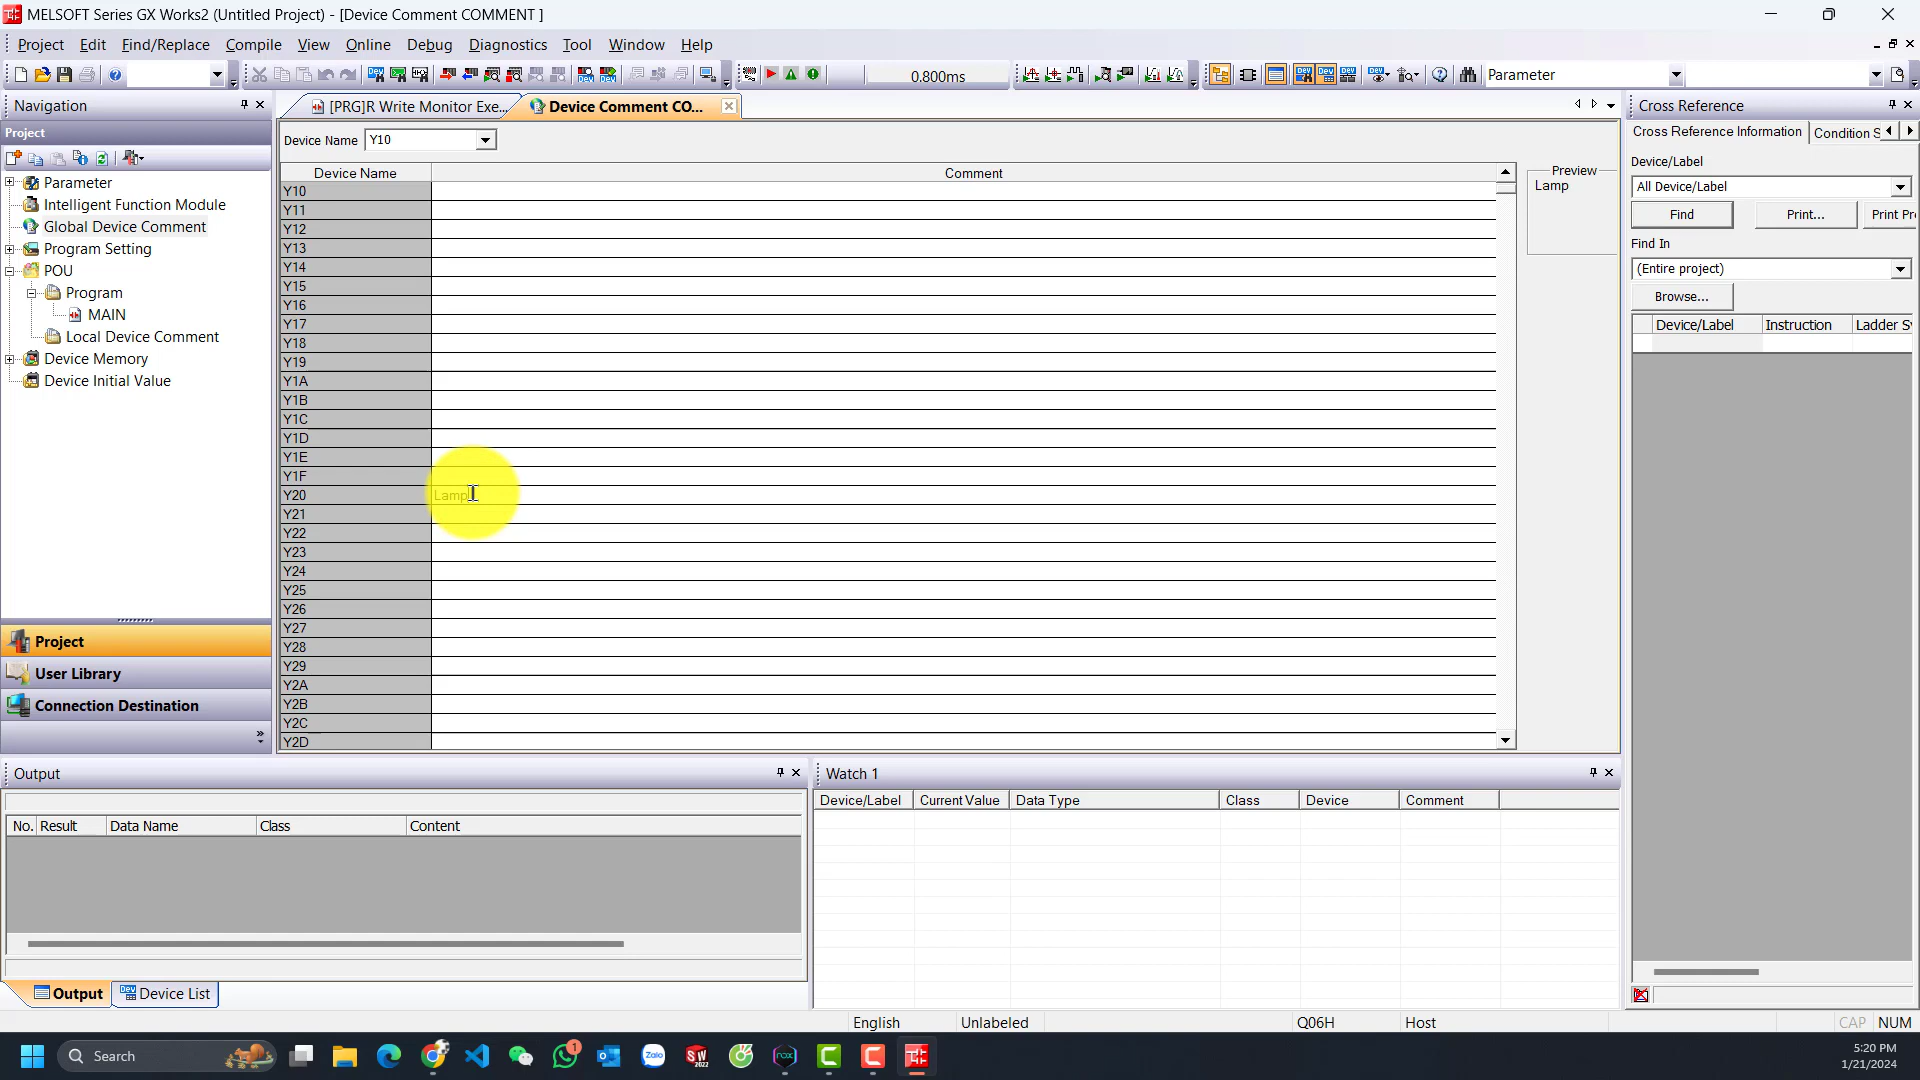 MELSOFT Series GX Works2 (Untitled Project) - [Device Comment COMMENT ]
Project Edit Find/Replace Compile View Online Debug Diagnostics Tool Window Help
0.800ms
Parameter
Navigation
[PRG]R Write Monitor Exe...
Device Comment CO...
Cross Reference
Project
Device Name Y10
Cross Reference Information
Condition S
Device Name Comment
Preview
Lamp
Parameter
Intelligent Function Module
Global Device Comment
Program Setting
POU
Program
MAIN
Local Device Comment
Device Memory
Device Initial Value
Y10
Y11
Y12
Y13
Y14
Y15
Y16
Y17
Y18
Y19
Y1A
Y1B
Y1C
Y1D
Y1E
Y1F
Y20 Lamp
Y21
Y22
Y23
Y24
Y25
Y26
Y27
Y28
Y29
Y2A
Y2B
Y2C
Y2D
Device/Label
All Device/Label
Find Print... Print Pr
Find In
(Entire project)
Browse...
Device/Label Instruction Ladder S
Project
User Library
Connection Destination
Output
No. Result Data Name Class Content
Output Device List
Watch 1
Device/Label Current Value Data Type Class Device Comment
English Unlabeled Q06H Host CAP NUM
Search
1
Zalo
SW
2022
rox
C
C
5:20 PM
1/21/2024